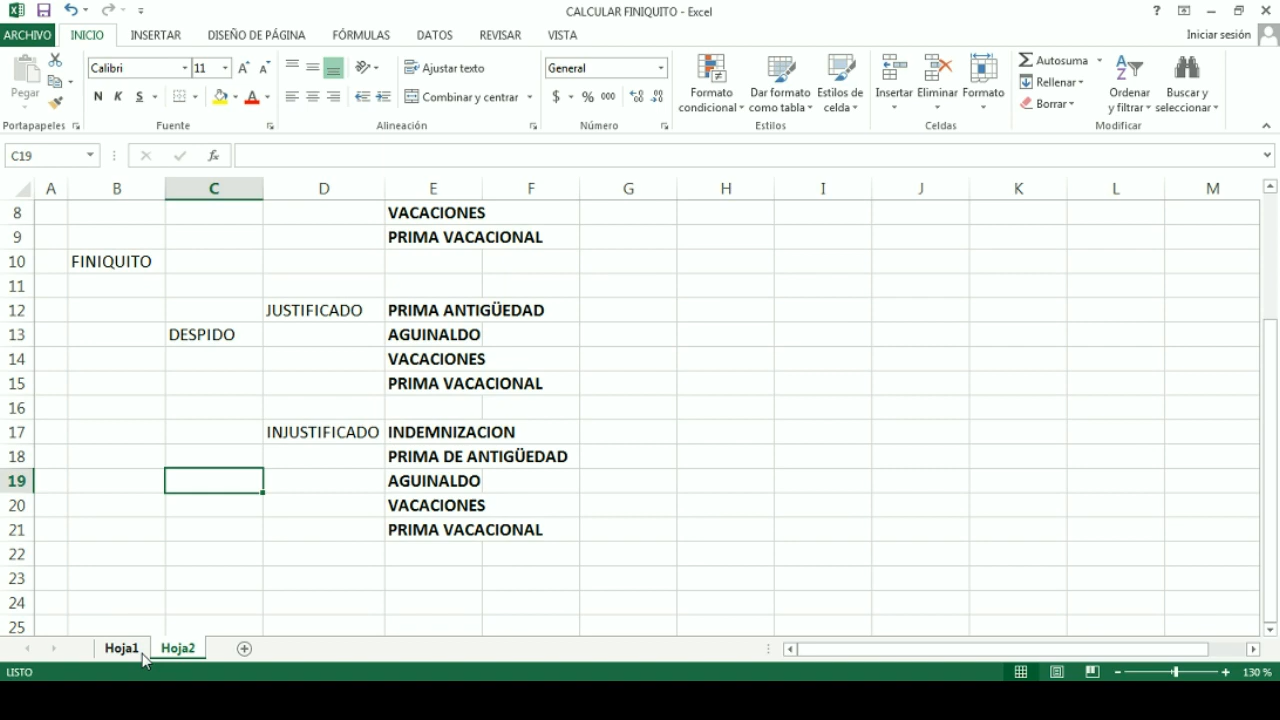 CALCULAR FINIQUITO - Excel
ARCHIVO INICIO INSERTAR DISEÑO DE PÁGINA FÓRMULAS DATOS REVISAR VISTA Iniciar sesión
Pegar
Calibri 11
N K S
Ajustar texto
Combinar y centrar
General
$ % 000
Formato condicional
Dar formato como tabla
Estilos de celda
Insertar Eliminar Formato
Autosuma
Rellenar
Borrar
Ordenar y filtrar
Buscar y seleccionar
Portapapeles Fuente Alineación Número Estilos Celdas Modificar
C19 fx
A B C D E F G H I J K L M
8 VACACIONES
9 PRIMA VACACIONAL
10 FINIQUITO
11
12 JUSTIFICADO PRIMA ANTIGÜEDAD
13 DESPIDO AGUINALDO
14 VACACIONES
15 PRIMA VACACIONAL
16
17 INJUSTIFICADO INDEMNIZACION
18 PRIMA DE ANTIGÜEDAD
19 AGUINALDO
20 VACACIONES
21 PRIMA VACACIONAL
22
23
24
25
Hoja1 Hoja2
LISTO 130 %